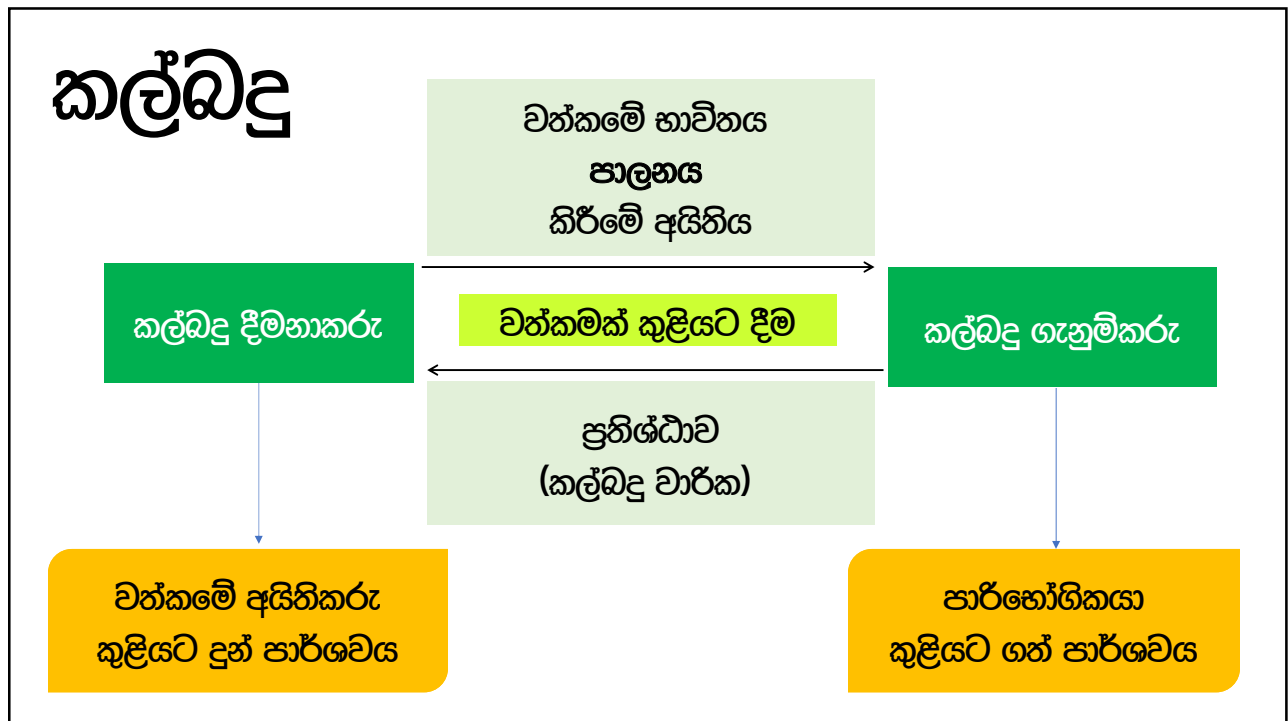 කල්බදු
වත්කමේ භාවිතය
පාලනය
කිරීමේ අයිතිය
කල්බදු දීමනාකරු
වත්කමක් කුළියට දීම
කල්බදු ගැනුම්කරු
ප්‍රතිශ්ඨාව
(කල්බදු වාරික)
වත්කමේ අයිතිකරු
කුළියට දුන් පාර්ශවය
පාරිභෝගිකයා
කුළියට ගත් පාර්ශවය